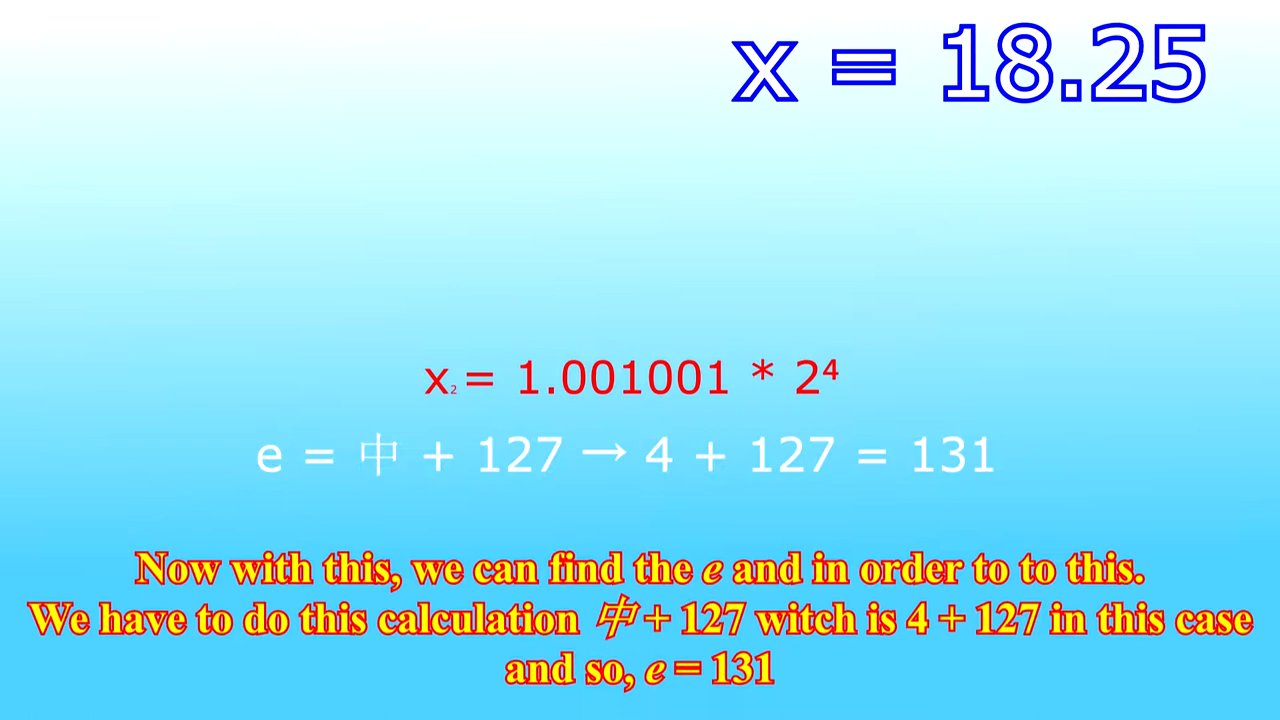 x = 18.25
x₂ = 1.001001 * 2⁴
e = 中 + 127 → 4 + 127 = 131
Now with this, we can find the e and in order to to this.
We have to do this calculation 中 + 127 witch is 4 + 127 in this case
and so, e = 131